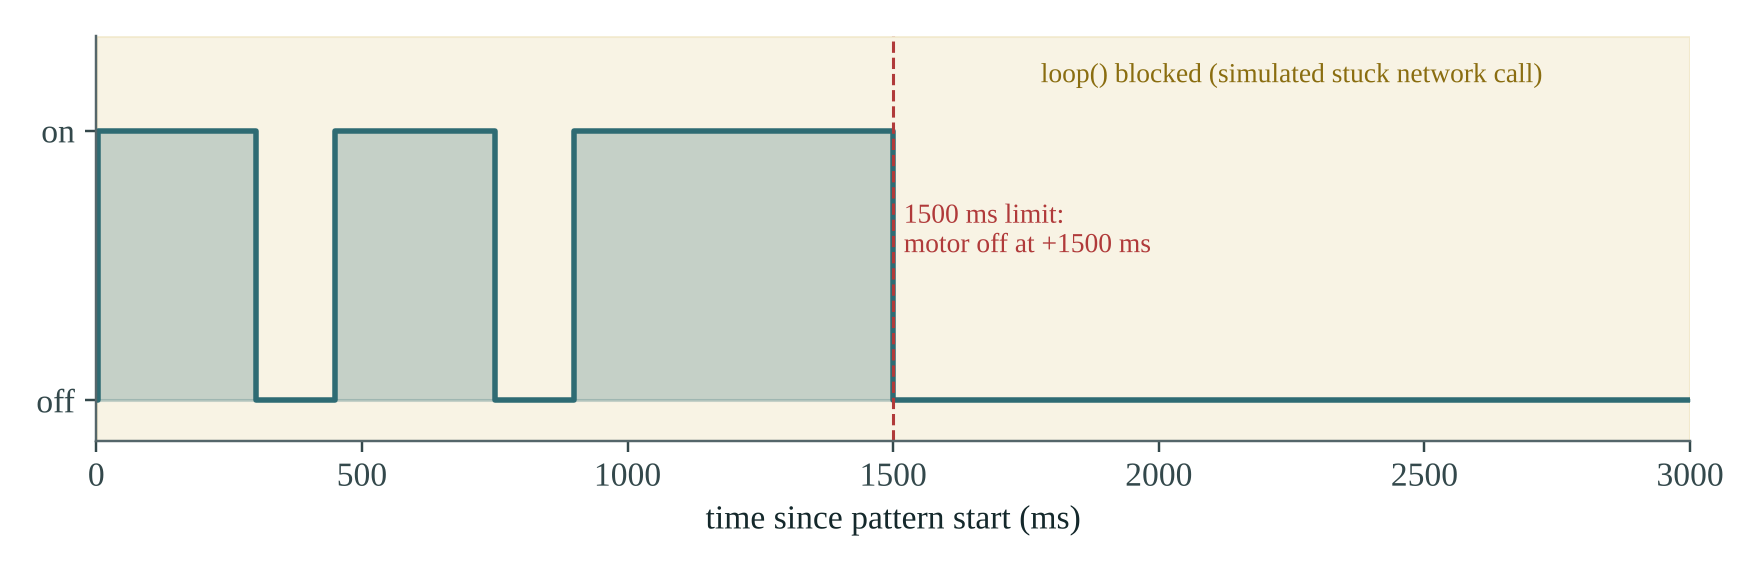 loop() blocked (simulated stuck network call)
on
1500 ms limit:
motor off at +1500 ms
off
0 500 1000 1500 2000 2500 3000
time since pattern start (ms)